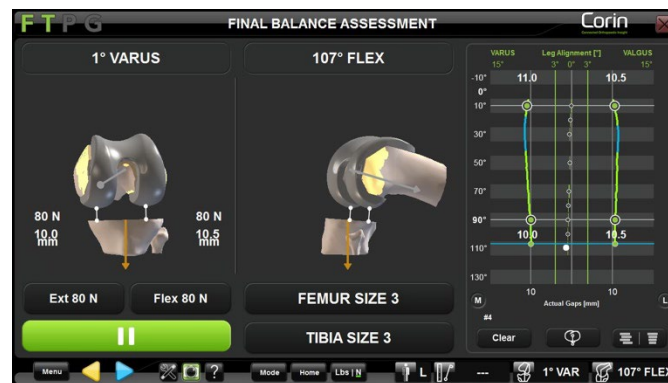 FTPG
FINAL BALANCE ASSESSMENT
Corin
1° VARUS
107° FLEX
80 N
10.0
mm
80 N
10.5
mm
Ext 80 N
Flex 80 N
FEMUR SIZE 3
TIBIA SIZE 3
VARUS
Leg Alignment [°]
VALGUS
15°
3°
0°
3°
15°
-10°
11.0
10.5
0°
10°
30°
50°
70°
90°
10.0
10.5
110°
130°
10
10
M
Actual Gaps [mm]
L
#4
Clear
Menu
?
Mode
Home
Lbs | N
L
---
1° VAR
107° FLEX